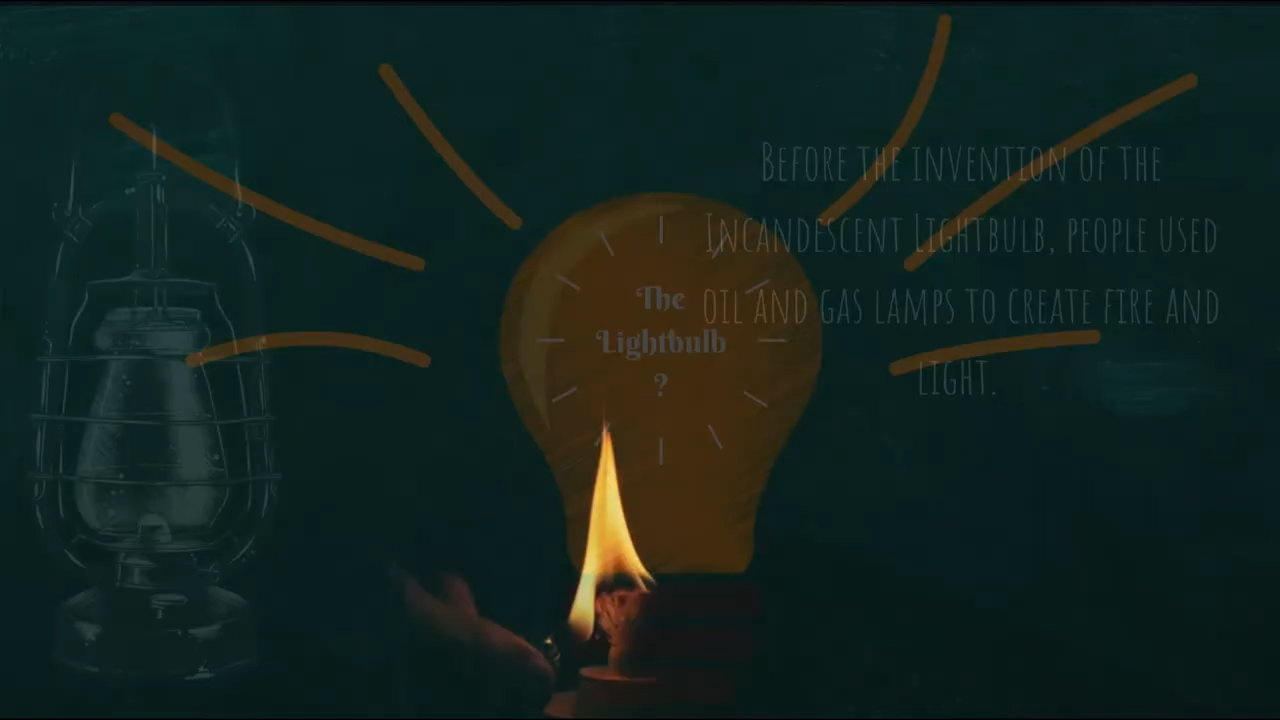 The
Lightbulb
?
Before the invention of the
Incandescent Lightbulb, people used
oil and gas lamps to create fire and
light.